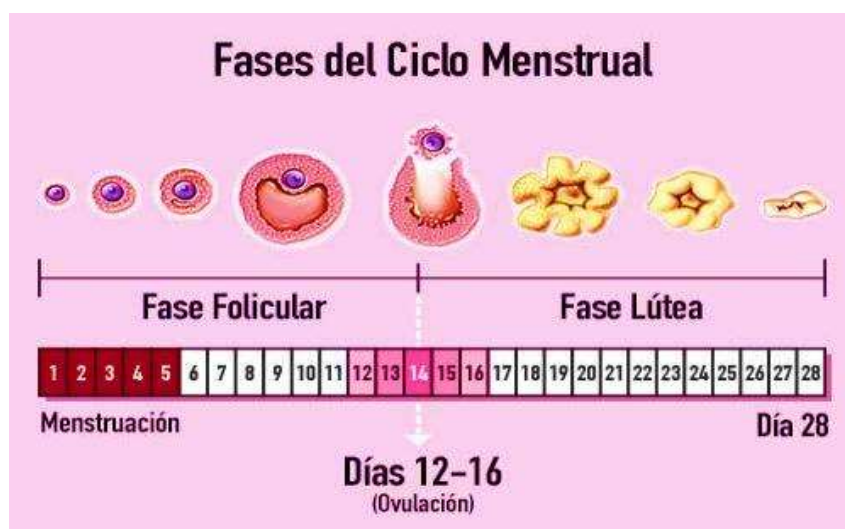 Fases del Ciclo Menstrual
Fase Folicular
Fase Lútea
1 2 3 4 5 6 7 8 9 10 11 12 13 14 15 16 17 18 19 20 21 22 23 24 25 26 27 28
Menstruación
Día 28
Días 12–16
(Ovulación)